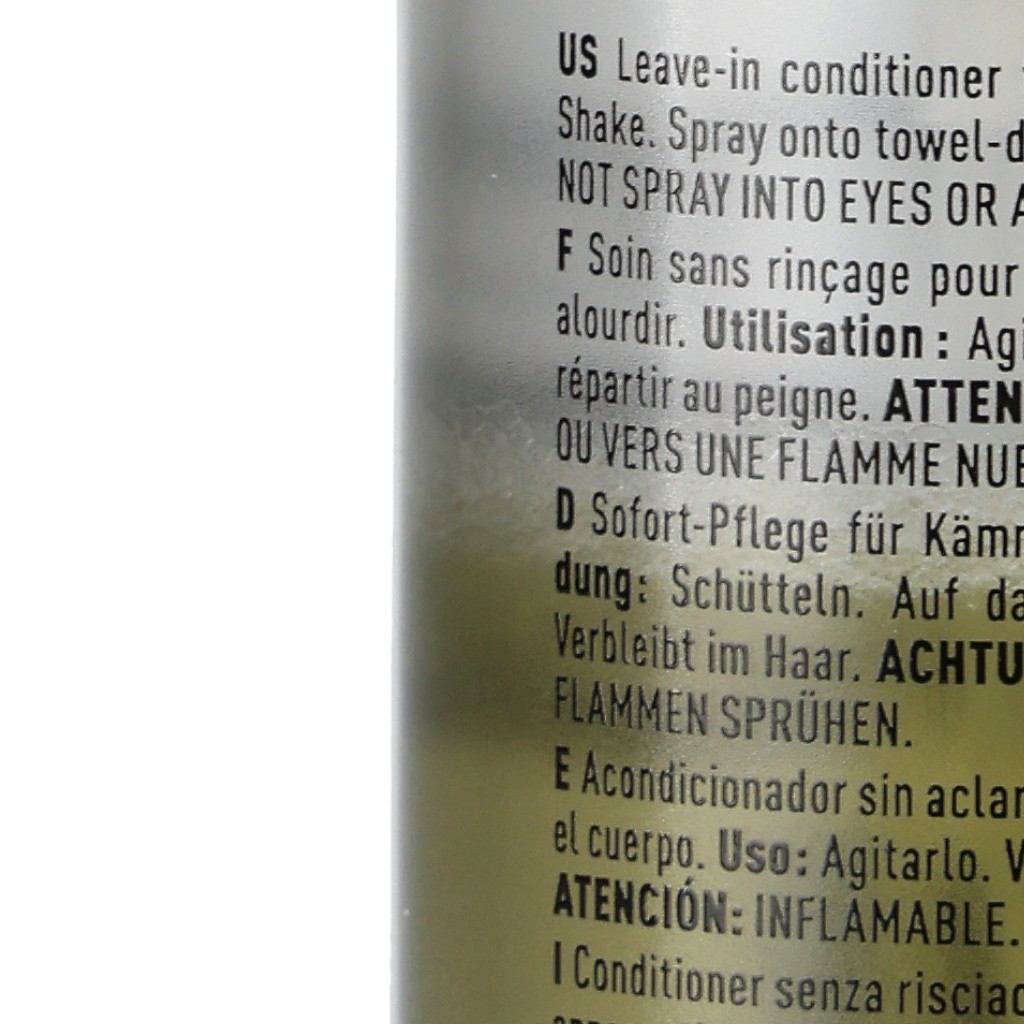 US Leave-in conditioner
Shake. Spray onto towel-d
NOT SPRAY INTO EYES OR A
F Soin sans rinçage pour
alourdir. Utilisation : Agi
répartir au peigne. ATTEN
OU VERS UNE FLAMME NUE
D Sofort-Pflege für Kämm
dung: Schütteln. Auf da
Verbleibt im Haar. ACHTU
FLAMMEN SPRÜHEN.
E Acondicionador sin aclar
el cuerpo. Uso: Agitarlo. V
ATENCIÓN: INFLAMABLE.
I Conditioner senza risciac